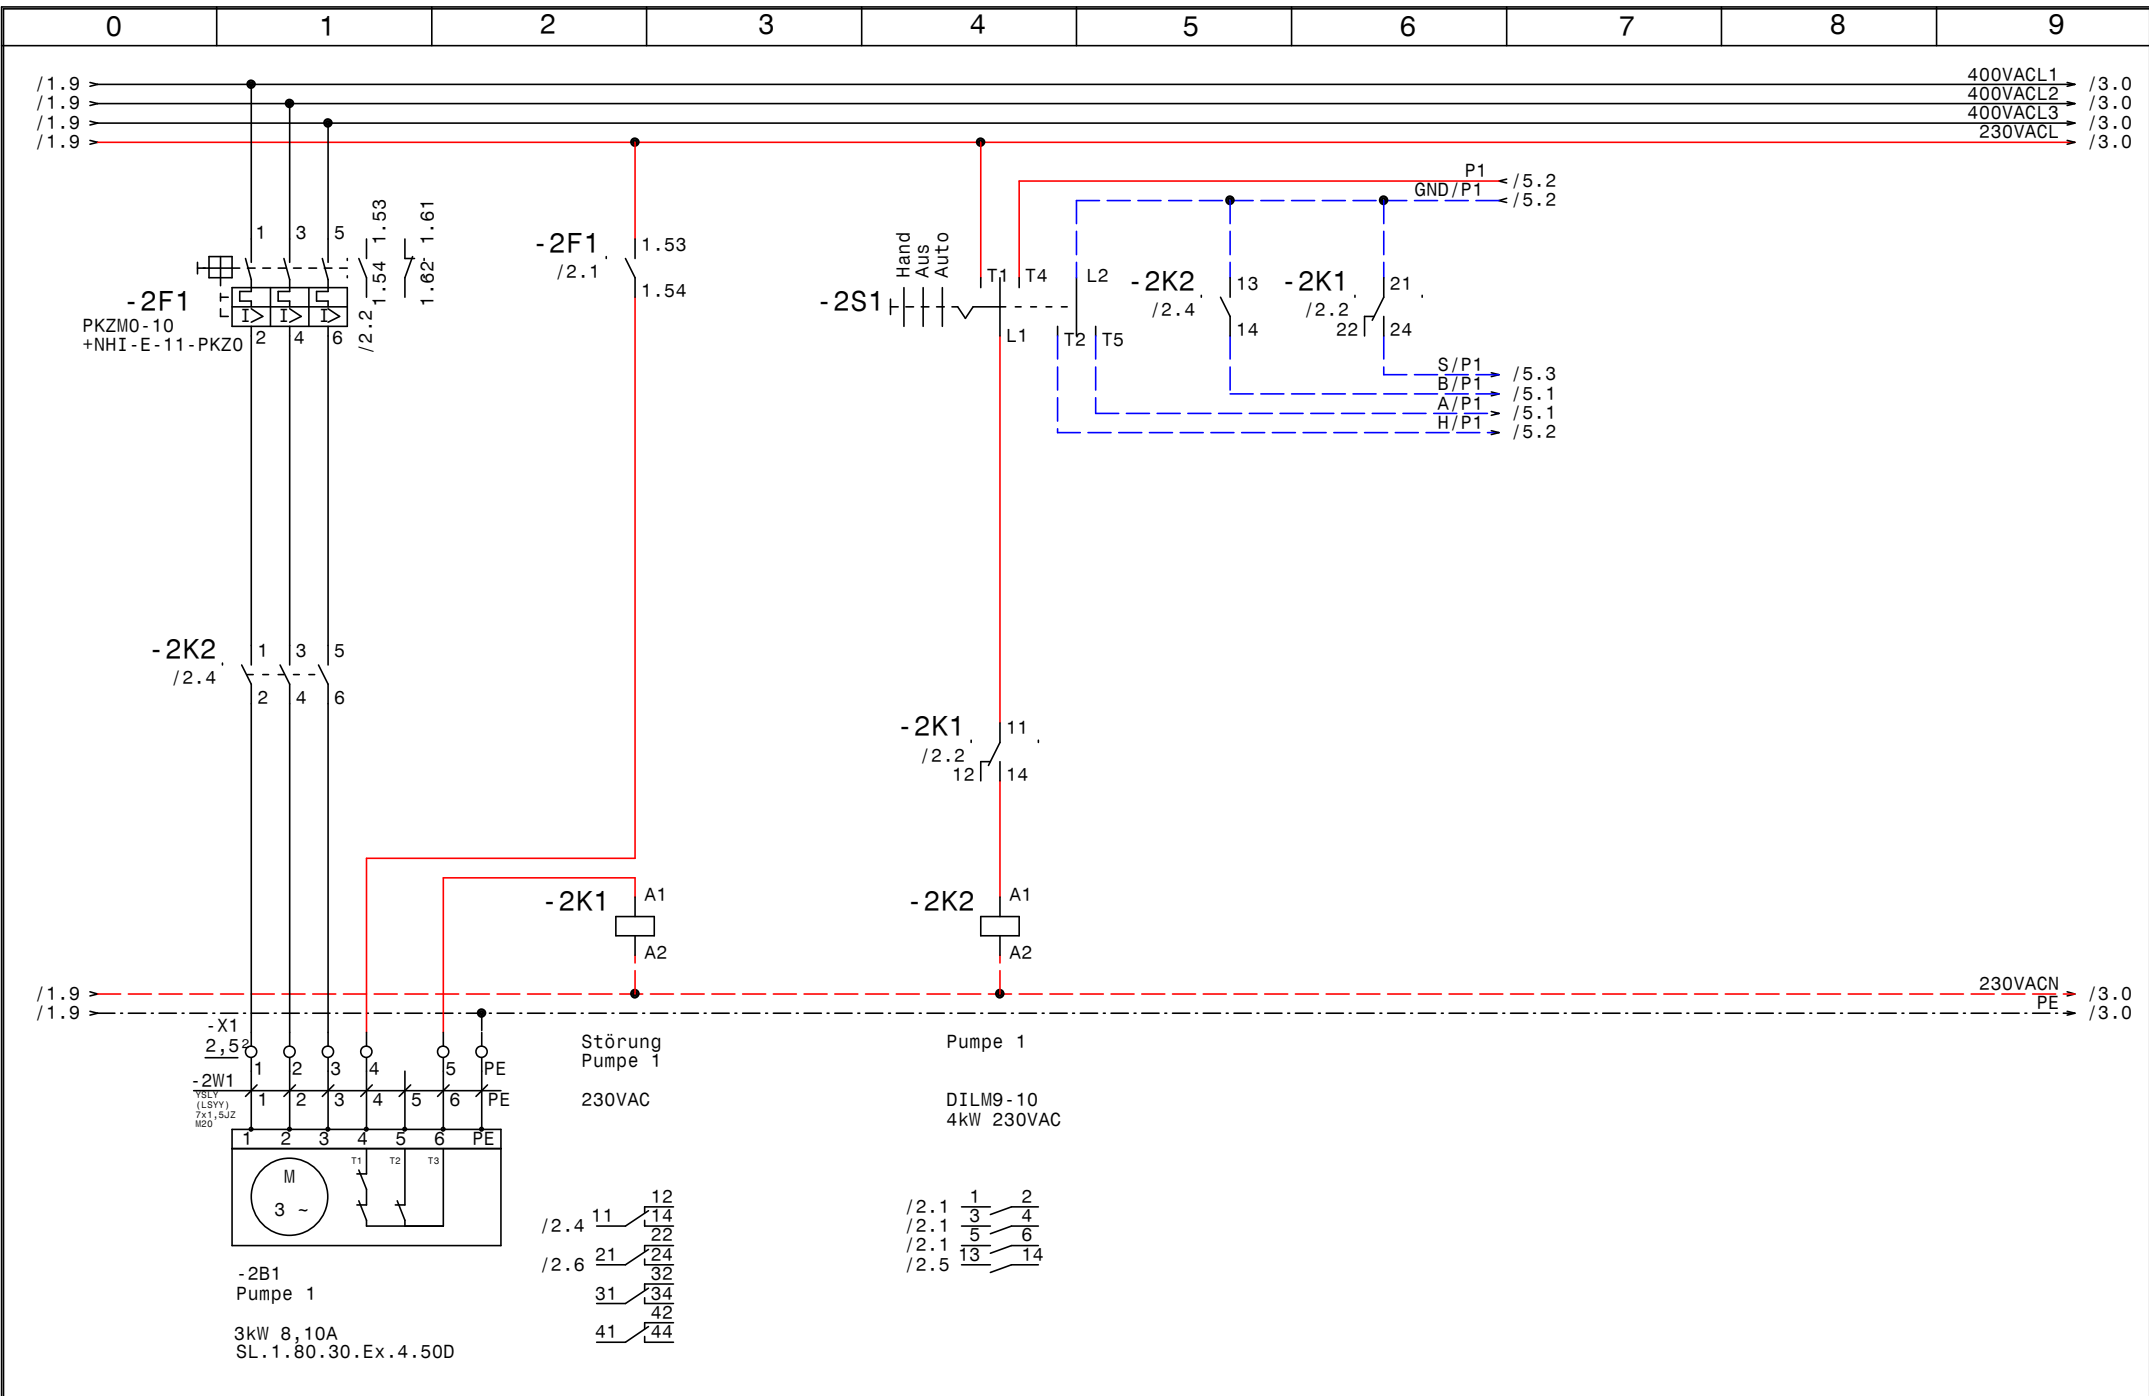 0 1 2 3 4 5 6 7 8 9
/1.9 400VACL1 /3.0
/1.9 400VACL2 /3.0
/1.9 400VACL3 /3.0
/1.9 230VACL /3.0
P1 /5.2
GND/P1 /5.2
1 3 5 1.53 1.61
1.54 1.62
-2F1
PKZM0-10
+NHI-E-11-PKZ0
2 4 6 /2.2
-2F1 1.53
/2.1
1.54
Hand
Aus
Auto
T1 T4 L2
-2S1
L1 T2 T5
-2K2 13
/2.4
14
-2K1 21
/2.2
22 24
S/P1 /5.3
B/P1 /5.1
A/P1 /5.1
H/P1 /5.2
-2K2 1 3 5
/2.4
2 4 6
-2K1 11
/2.2
12 14
-2K1 A1
A2
-2K2 A1
A2
/1.9 230VACN /3.0
/1.9 PE /3.0
-X1
2,5²
1 2 3 4 5 PE
-2W1
YSLY
(LSYY)
7x1,5JZ
M20
1 2 3 4 5 6 PE
1 2 3 4 5 6 PE
T1 T2 T3
M
3 ~
-2B1
Pumpe 1
3kW 8,10A
SL.1.80.30.Ex.4.50D
Störung
Pumpe 1
230VAC
Pumpe 1
DILM9-10
4kW 230VAC
12
/2.4 11 14
22
/2.6 21 24
32
31 34
42
41 44
/2.1 1 2
/2.1 3 4
/2.1 5 6
/2.5 13 14